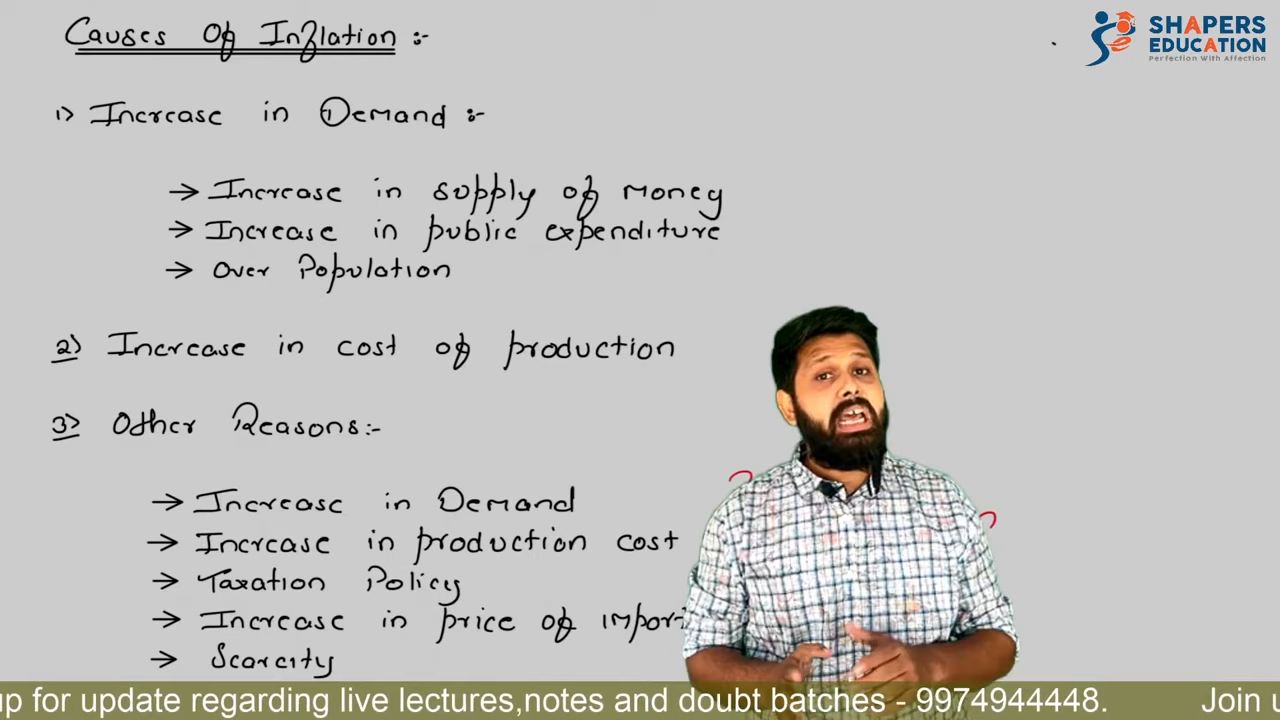 Causes Of Inflation :-
SHAPERS
EDUCATION
Perfection With Affection
1) Increase in Demand :-
→ Increase in supply of money
→ Increase in public expenditure
→ Over Population
2) Increase in cost of production
3) Other Reasons:-
→ Increase in Demand
→ Increase in production cost
→ Taxation Policy
→ Increase in price of import
→ Scarcity
up for update regarding live lectures,notes and doubt batches - 9974944448. Join u